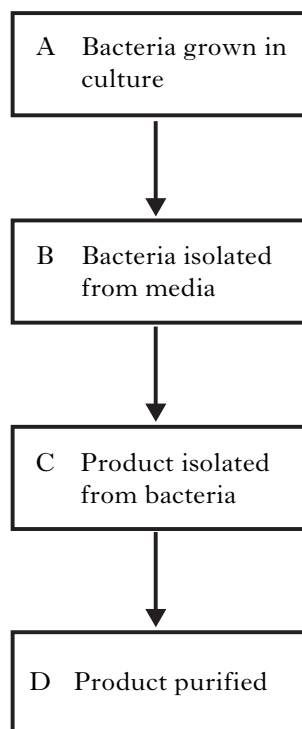 A Bacteria grown in
culture
B Bacteria isolated
from media
C Product isolated
from bacteria
D Product purified